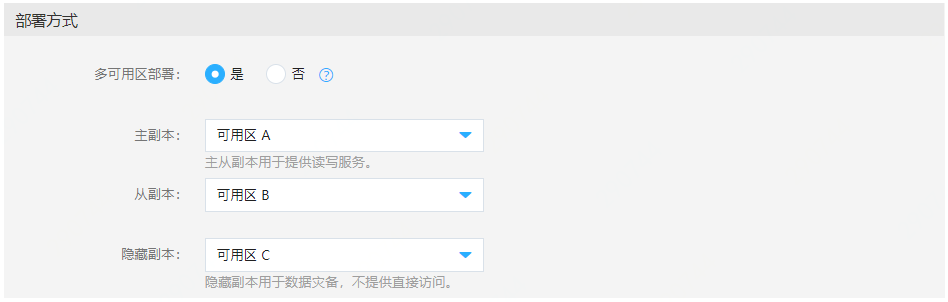 部署方式
多可用区部署： 是 否 ?
主副本： 可用区 A
主从副本用于提供读写服务。
从副本： 可用区 B
隐藏副本： 可用区 C
隐藏副本用于数据灾备，不提供直接访问。